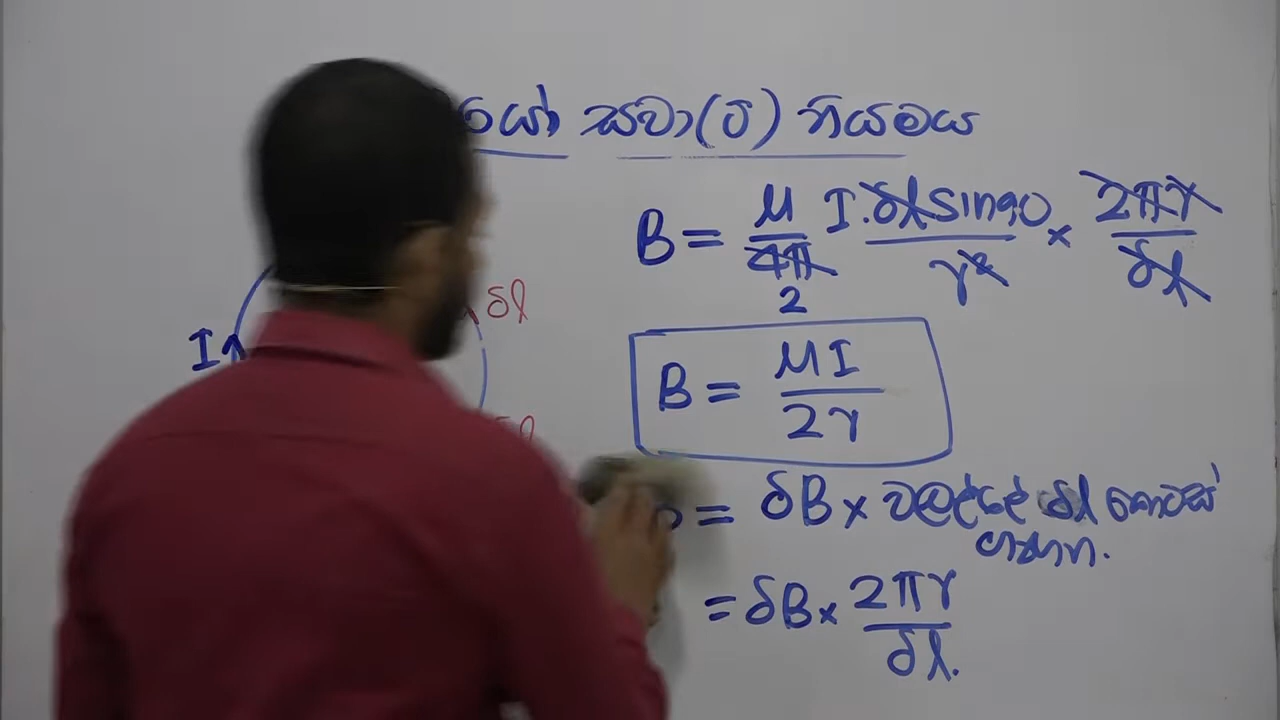 යෝ සවා(ට්) නියමය
B = μ/4π I.δl sin90/r² × 2πr/δl
2
I
δl
B = μI/2r
= δB × වළල්ලේ δl කොටස්
ගණන.
= δB × 2πr/δl.